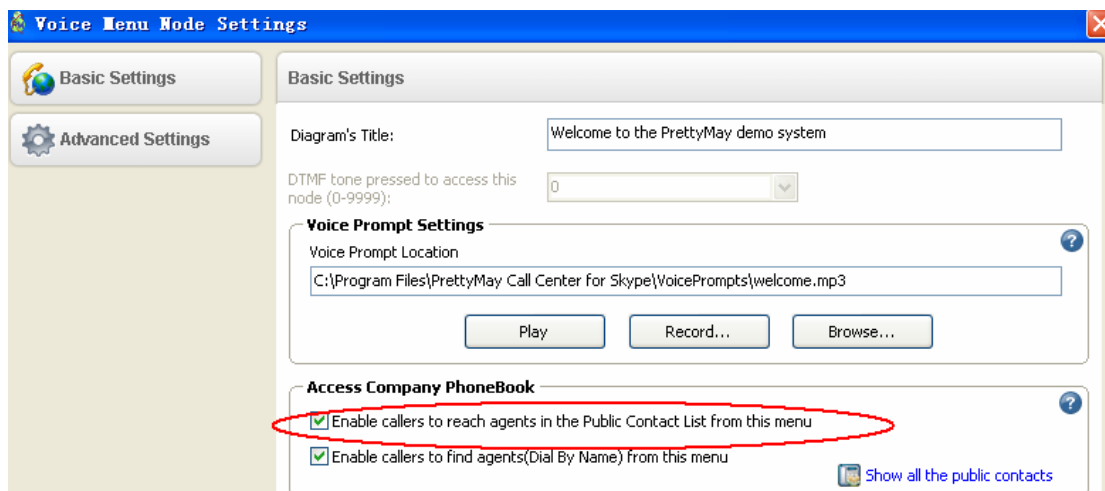 Voice Menu Node Settings
Basic Settings
Advanced Settings
Basic Settings
Diagram's Title:
Welcome to the PrettyMay demo system
DTMF tone pressed to access this
node (0-9999):
0
Voice Prompt Settings
Voice Prompt Location
C:\Program Files\PrettyMay Call Center for Skype\VoicePrompts\welcome.mp3
Play
Record...
Browse...
Access Company PhoneBook
Enable callers to reach agents in the Public Contact List from this menu
Enable callers to find agents(Dial By Name) from this menu
Show all the public contacts